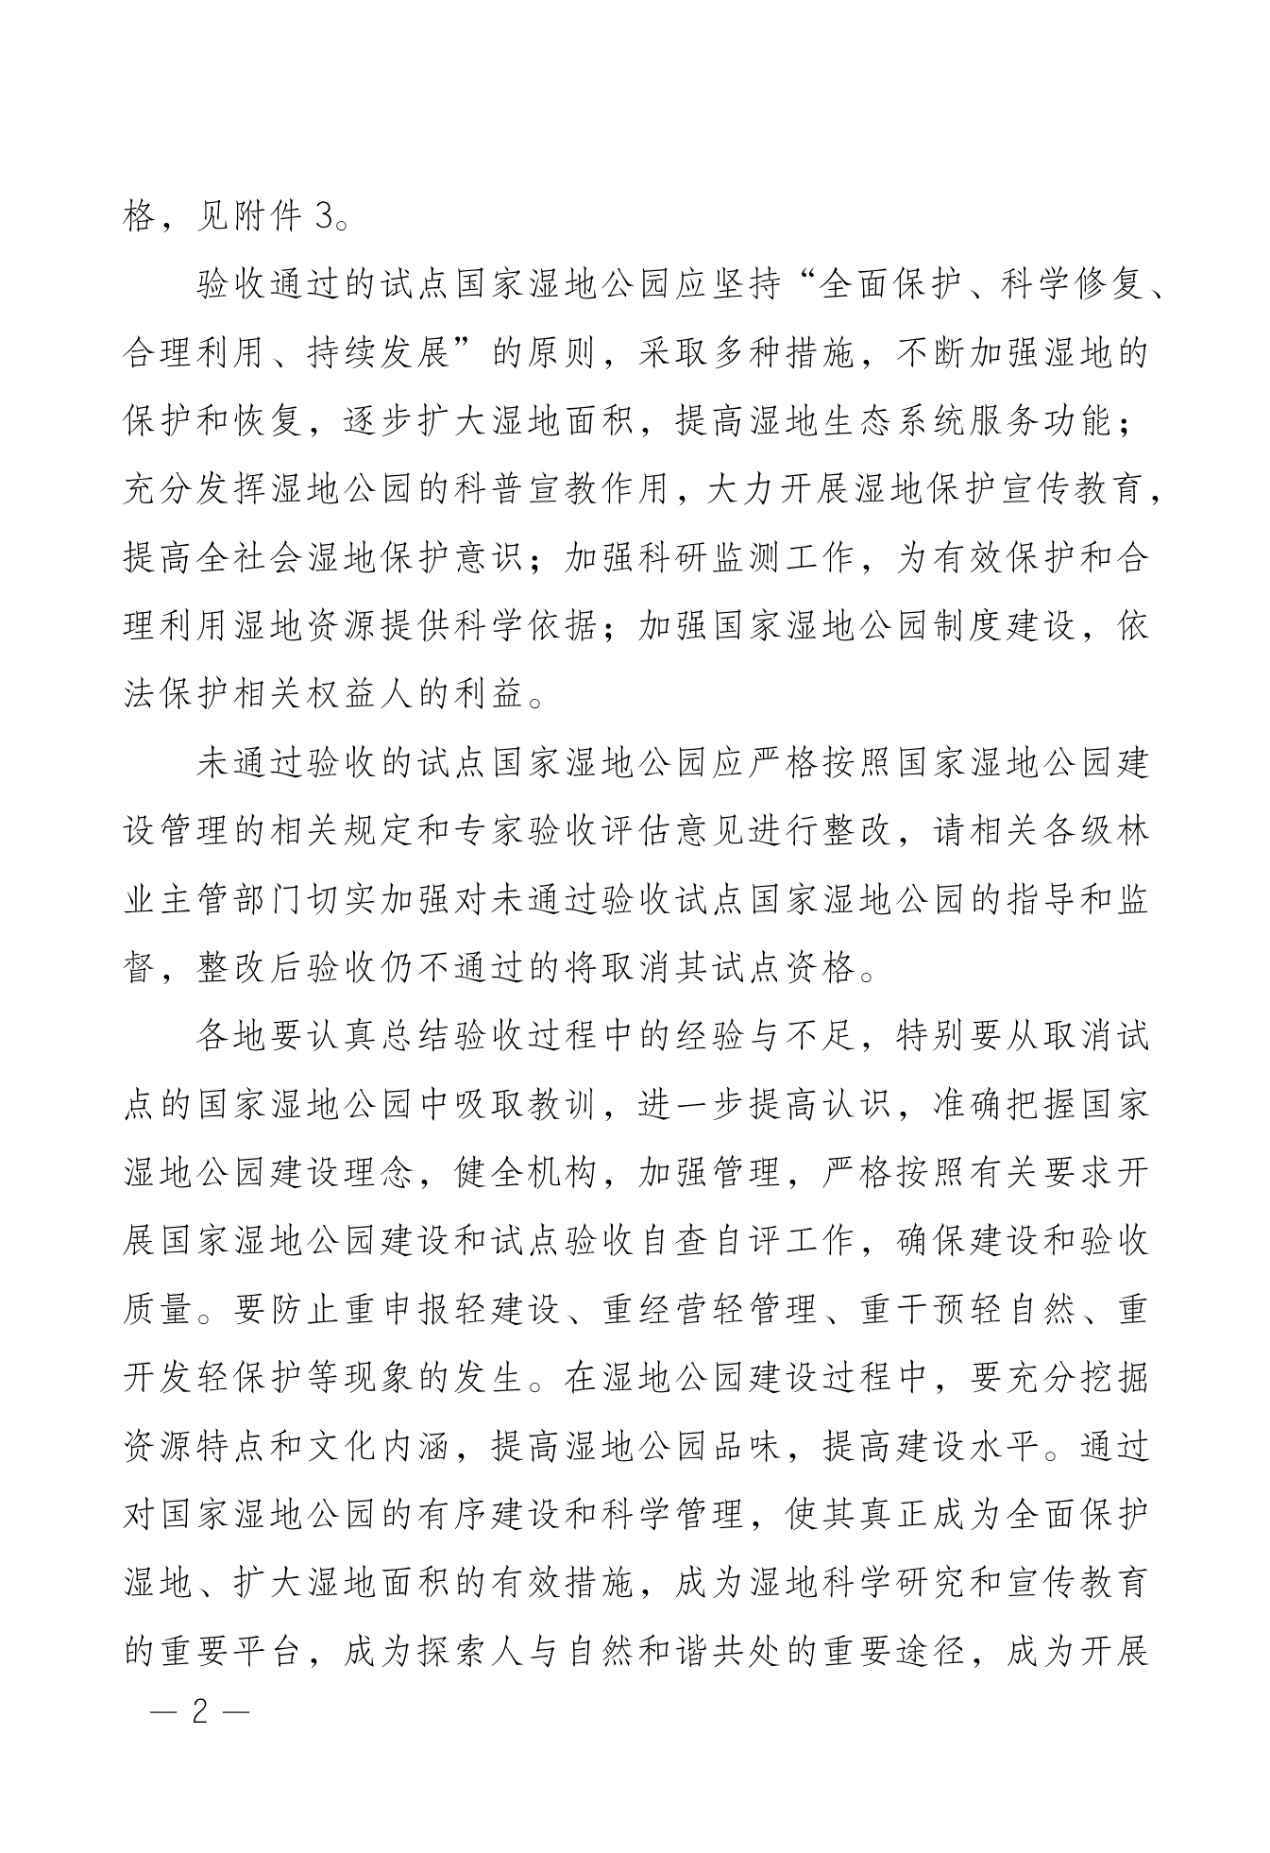 格，见附件 3。
验收通过的试点国家湿地公园应坚持“全面保护、科学修复、
合理利用、持续发展”的原则，采取多种措施，不断加强湿地的
保护和恢复，逐步扩大湿地面积，提高湿地生态系统服务功能；
充分发挥湿地公园的科普宣教作用，大力开展湿地保护宣传教育，
提高全社会湿地保护意识；加强科研监测工作，为有效保护和合
理利用湿地资源提供科学依据；加强国家湿地公园制度建设，依
法保护相关权益人的利益。
未通过验收的试点国家湿地公园应严格按照国家湿地公园建
设管理的相关规定和专家验收评估意见进行整改，请相关各级林
业主管部门切实加强对未通过验收试点国家湿地公园的指导和监
督，整改后验收仍不通过的将取消其试点资格。
各地要认真总结验收过程中的经验与不足，特别要从取消试
点的国家湿地公园中吸取教训，进一步提高认识，准确把握国家
湿地公园建设理念，健全机构，加强管理，严格按照有关要求开
展国家湿地公园建设和试点验收自查自评工作，确保建设和验收
质量。要防止重申报轻建设、重经营轻管理、重干预轻自然、重
开发轻保护等现象的发生。在湿地公园建设过程中，要充分挖掘
资源特点和文化内涵，提高湿地公园品味，提高建设水平。通过
对国家湿地公园的有序建设和科学管理，使其真正成为全面保护
湿地、扩大湿地面积的有效措施，成为湿地科学研究和宣传教育
的重要平台，成为探索人与自然和谐共处的重要途径，成为开展
— 2 —